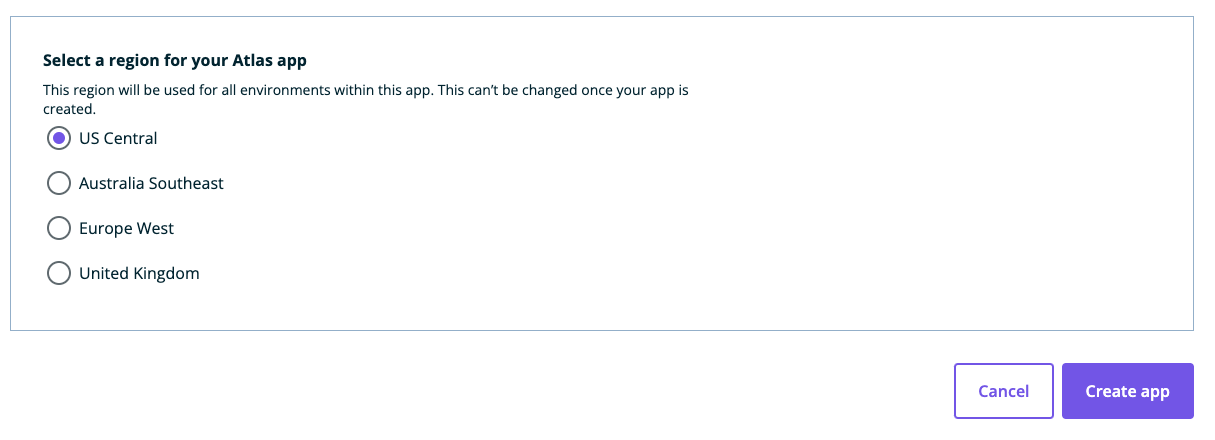 Select a region for your Atlas app
This region will be used for all environments within this app. This can’t be changed once your app is
created.
US Central
Australia Southeast
Europe West
United Kingdom
Cancel
Create app